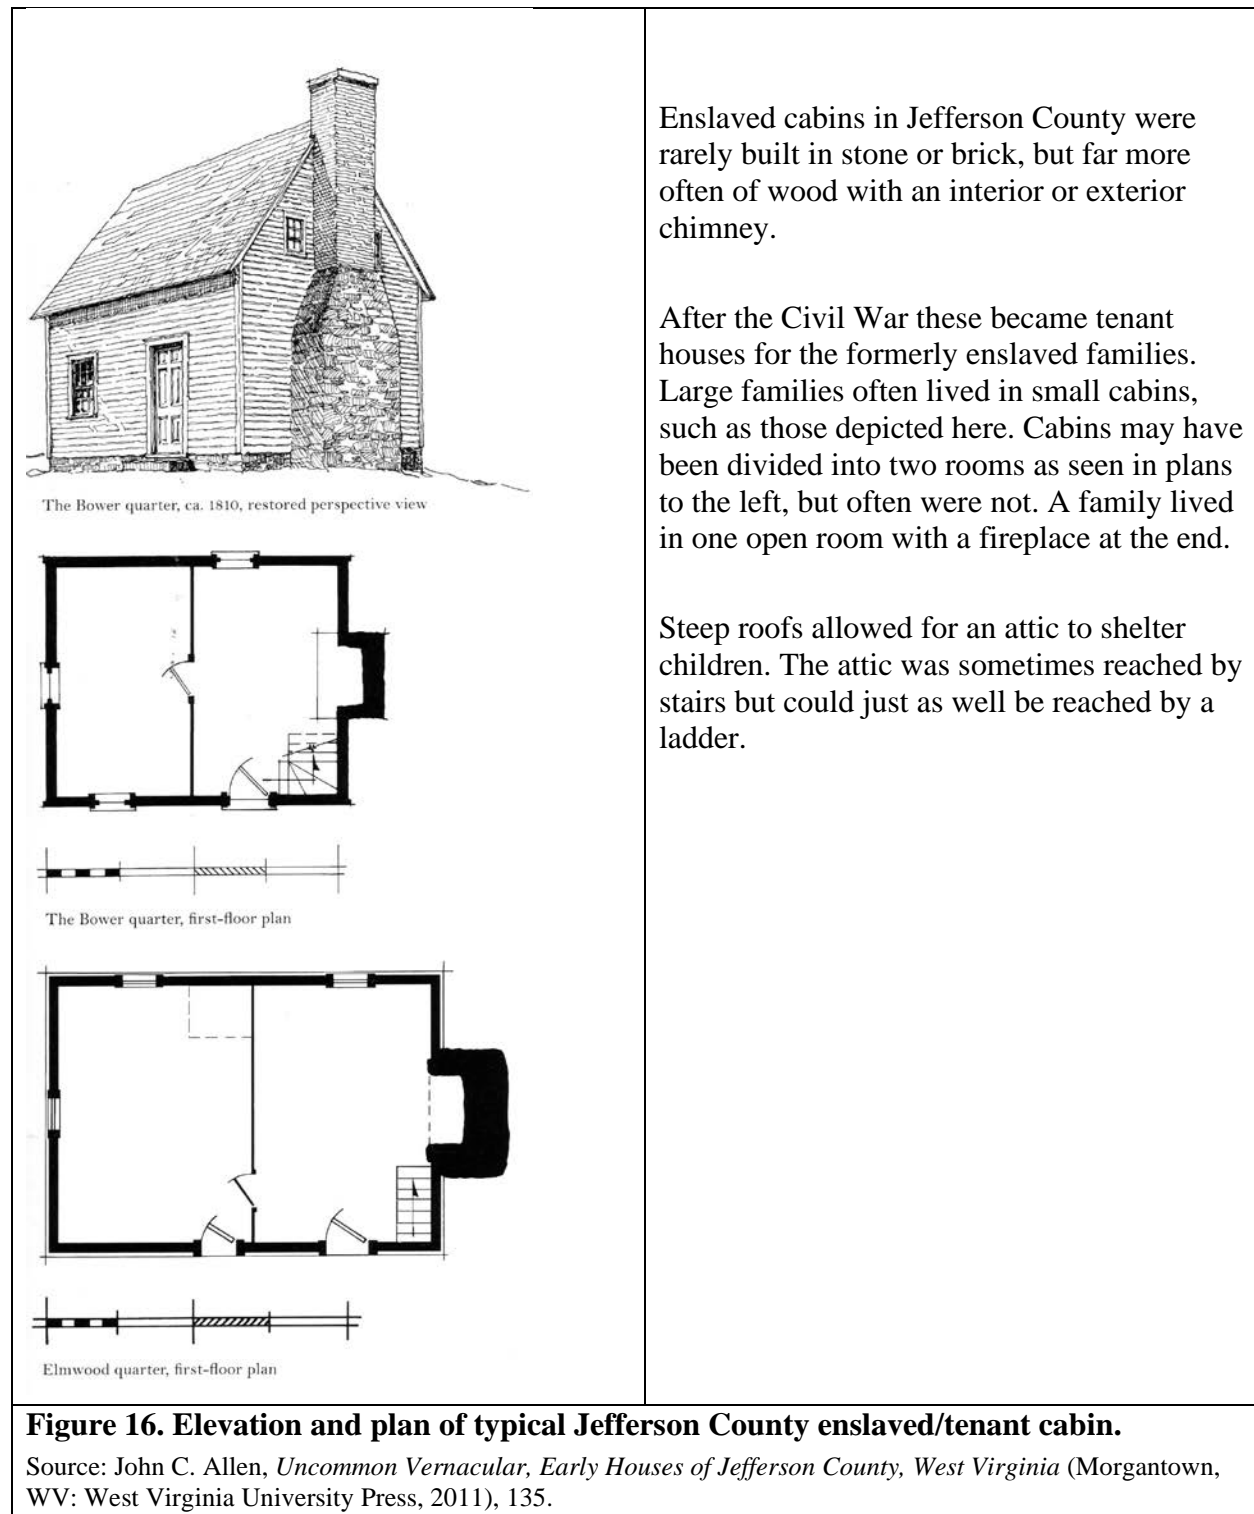 The Bower quarter, ca. 1810, restored perspective view
The Bower quarter, first-floor plan
Elmwood quarter, first-floor plan
Enslaved cabins in Jefferson County were
rarely built in stone or brick, but far more
often of wood with an interior or exterior
chimney.
After the Civil War these became tenant
houses for the formerly enslaved families.
Large families often lived in small cabins,
such as those depicted here. Cabins may have
been divided into two rooms as seen in plans
to the left, but often were not. A family lived
in one open room with a fireplace at the end.
Steep roofs allowed for an attic to shelter
children. The attic was sometimes reached by
stairs but could just as well be reached by a
ladder.
Figure 16. Elevation and plan of typical Jefferson County enslaved/tenant cabin.
Source: John C. Allen, Uncommon Vernacular, Early Houses of Jefferson County, West Virginia (Morgantown,
WV: West Virginia University Press, 2011), 135.